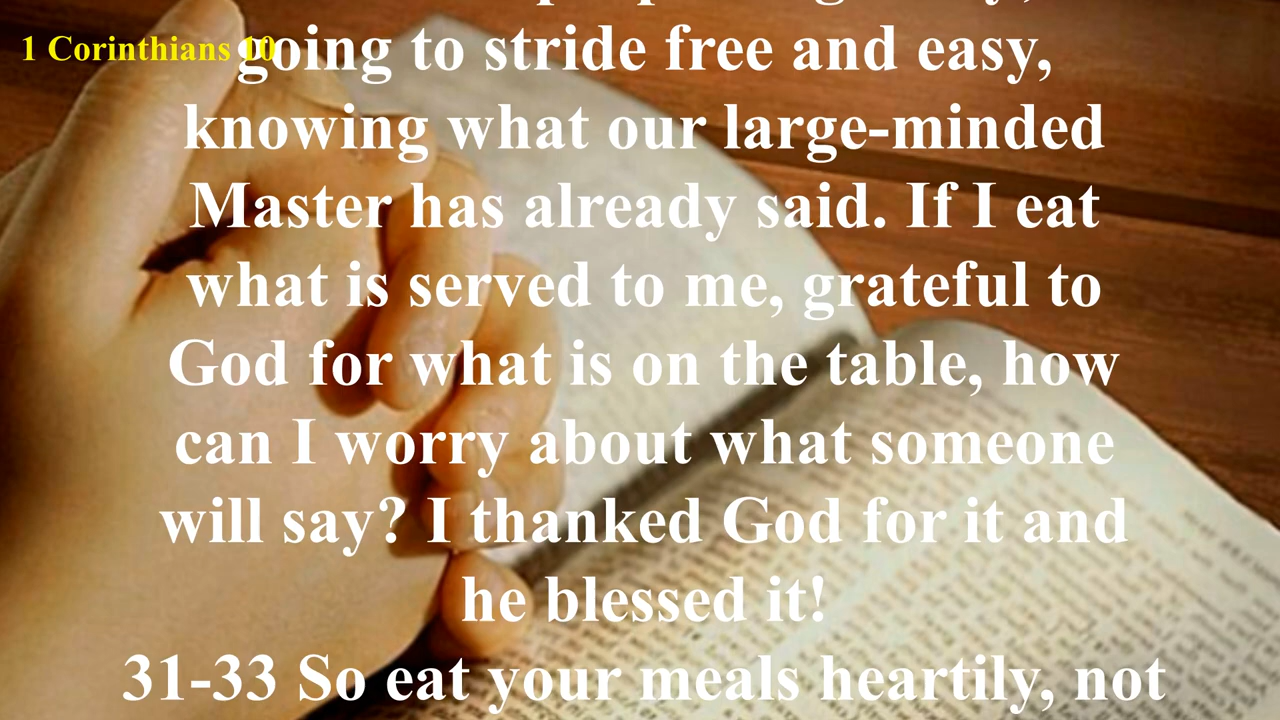 1 Corinthians 10
going to stride free and easy,
knowing what our large-minded
Master has already said. If I eat
what is served to me, grateful to
God for what is on the table, how
can I worry about what someone
will say? I thanked God for it and
he blessed it!
31-33 So eat your meals heartily, not